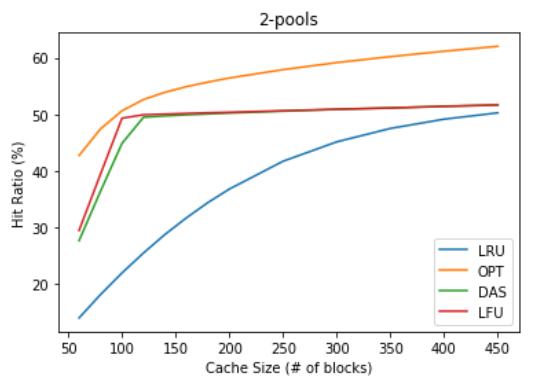 2-pools
Hit Ratio (%)
60
50
40
30
20
50 100 150 200 250 300 350 400 450
Cache Size (# of blocks)
LRU
OPT
DAS
LFU